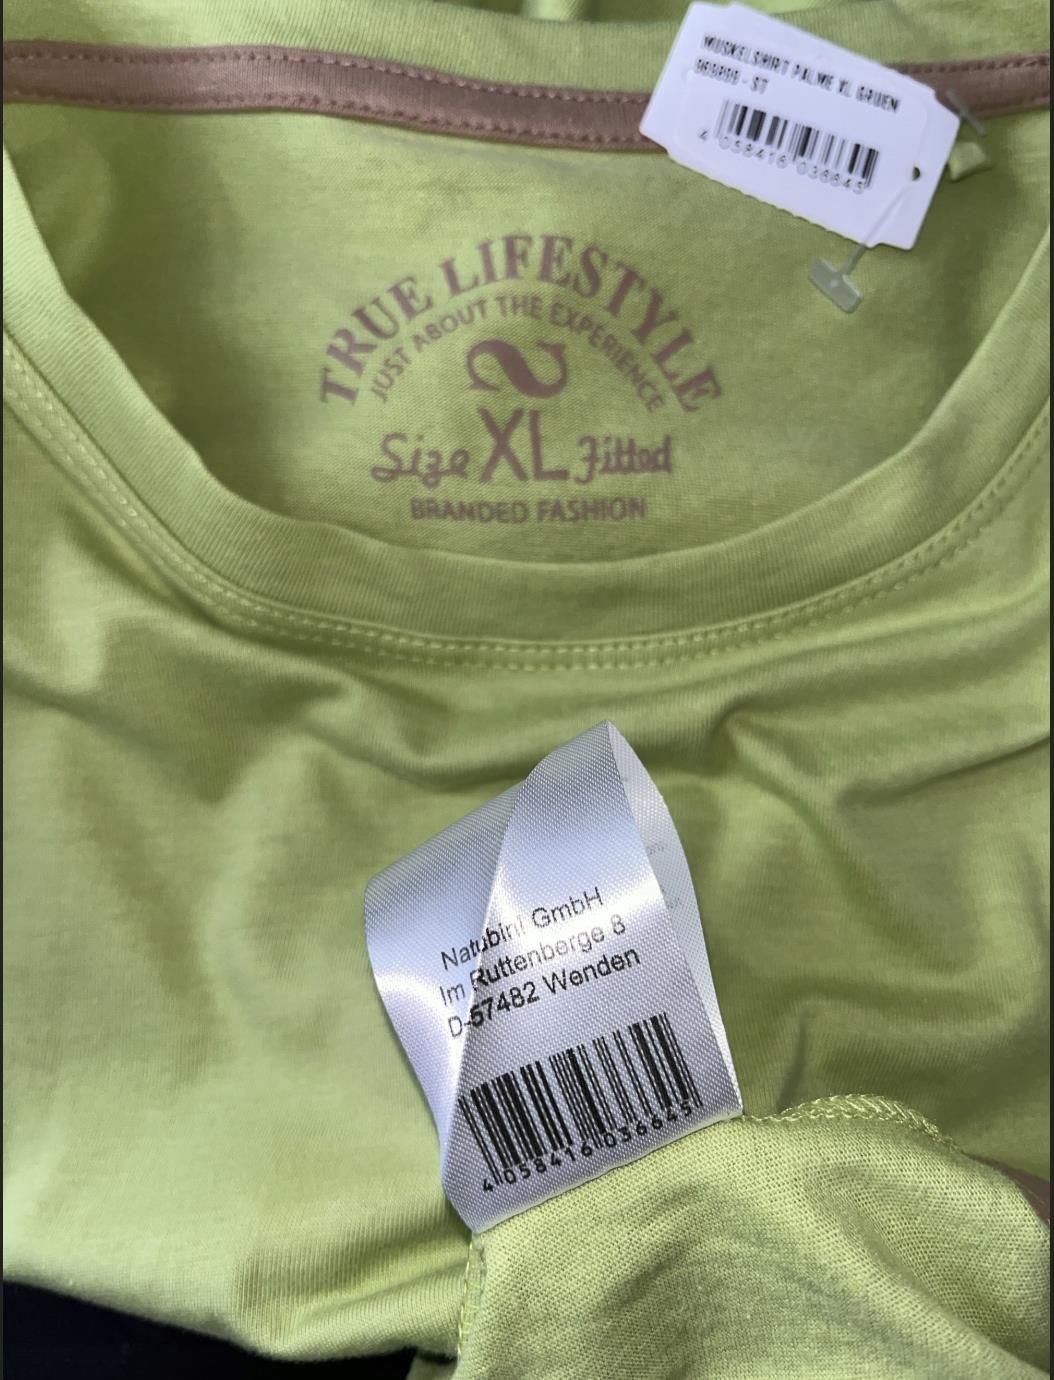 MUSKELSHIRT PALME XL GRUEN
4 058416 036645
TRUE LIFESTYLE
JUST ABOUT THE EXPERIENCE
Size XL Fitted
BRANDED FASHION
Natubini GmbH
Im Ruttenberge 8
D-57482 Wenden
4 058416 036645